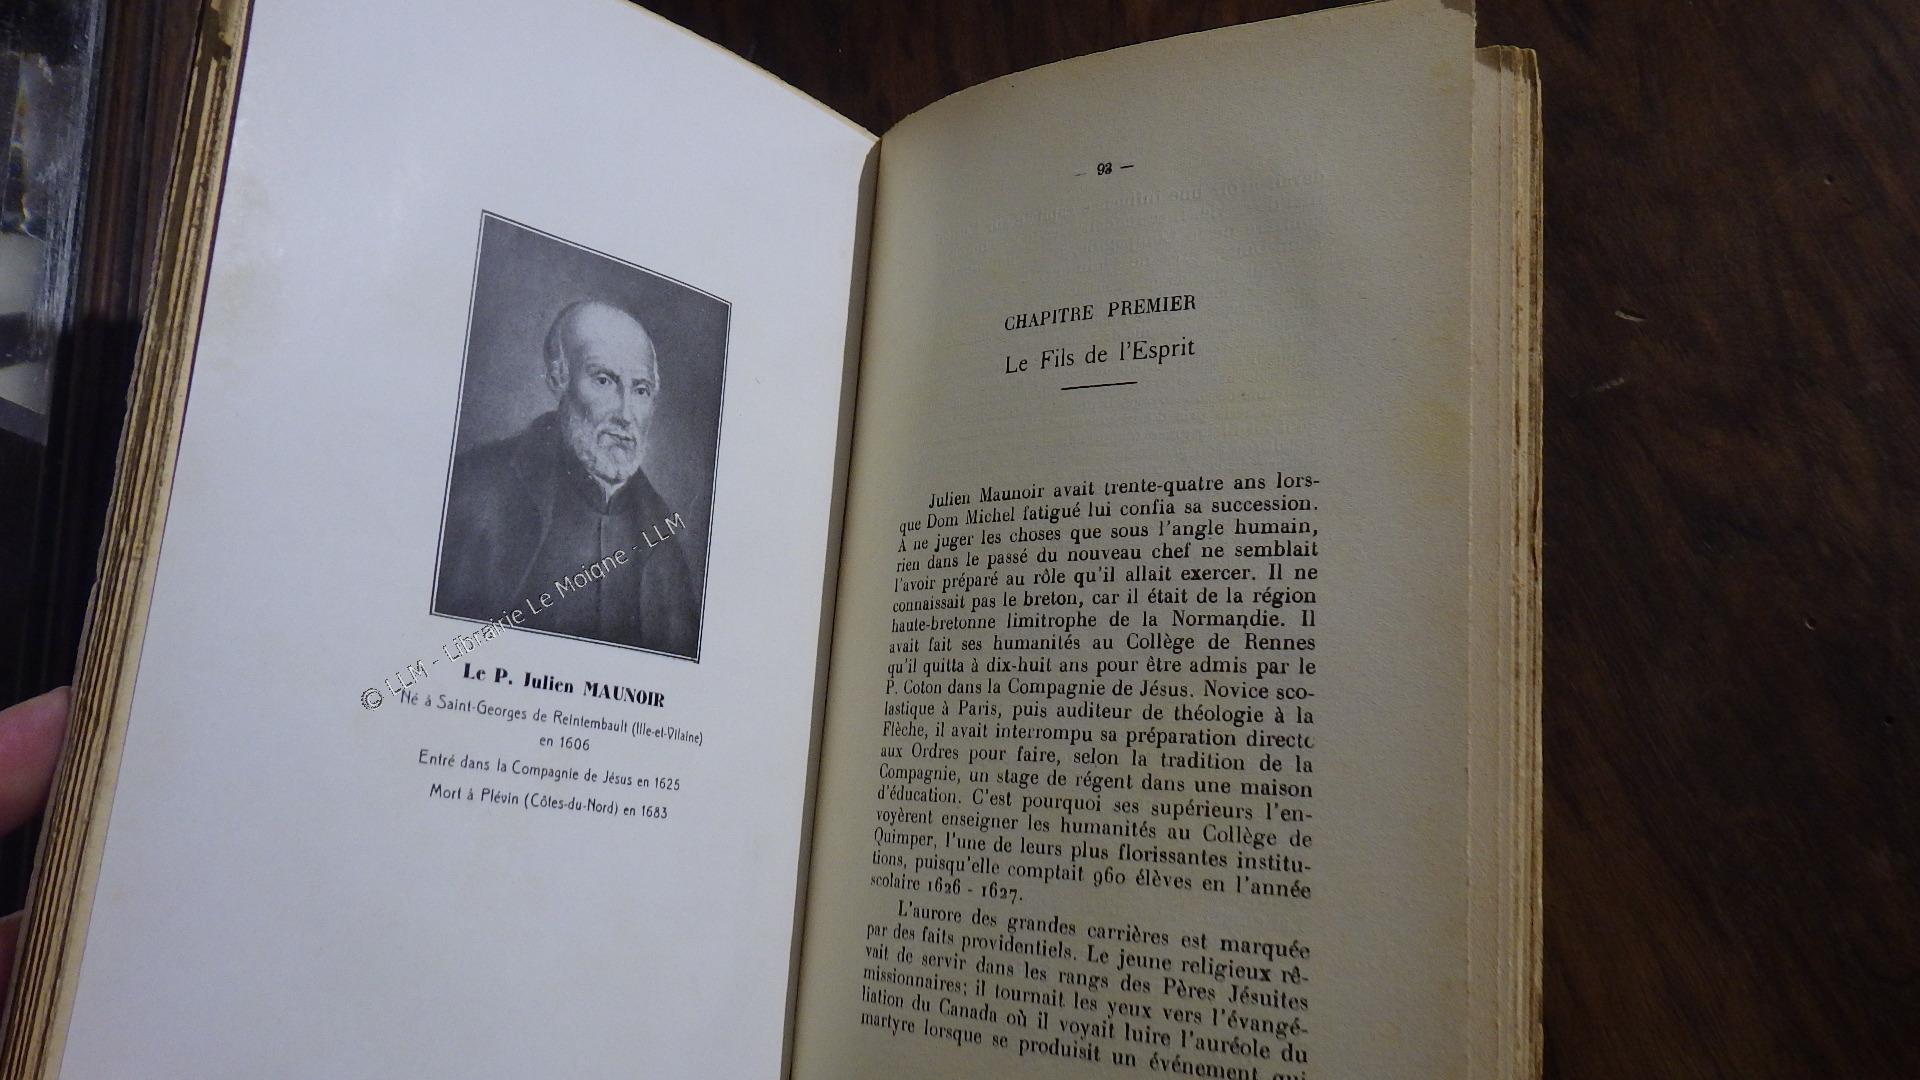 Le P. Julien MAUNOIR
Né à Saint-Georges de Reintembault (Ille-et-Vilaine)
en 1606
Entré dans la Compagnie de Jésus en 1625
Mort à Plévin (Côtes-du-Nord) en 1683
© LLM - Librairie Le Moigne - LLM
— 93 —
CHAPITRE PREMIER
Le Fils de l'Esprit
Julien Maunoir avait trente-quatre ans lors-
que Dom Michel fatigué lui confia sa succession.
A ne juger les choses que sous l'angle humain,
rien dans le passé du nouveau chef ne semblait
l'avoir préparé au rôle qu'il allait exercer. Il ne
connaissait pas le breton, car il était de la région
haute-bretonne limitrophe de la Normandie. Il
avait fait ses humanités au Collège de Rennes
qu'il quitta à dix-huit ans pour être admis par le
P. Coton dans la Compagnie de Jésus. Novice sco-
lastique à Paris, puis auditeur de théologie à la
Flèche, il avait interrompu sa préparation directe
aux Ordres pour faire, selon la tradition de la
Compagnie, un stage de régent dans une maison
d'éducation. C'est pourquoi ses supérieurs l'en-
voyèrent enseigner les humanités au Collège de
Quimper, l'une de leurs plus florissantes institu-
tions, puisqu'elle comptait 960 élèves en l'année
scolaire 1626 - 1627.
L'aurore des grandes carrières est marquée
par des faits providentiels. Le jeune religieux rê-
vait de servir dans les rangs des Pères Jésuites
missionnaires; il tournait les yeux vers l'évangé-
liation du Canada où il voyait luire l'auréole du
martyre lorsque se produisit un événement qui